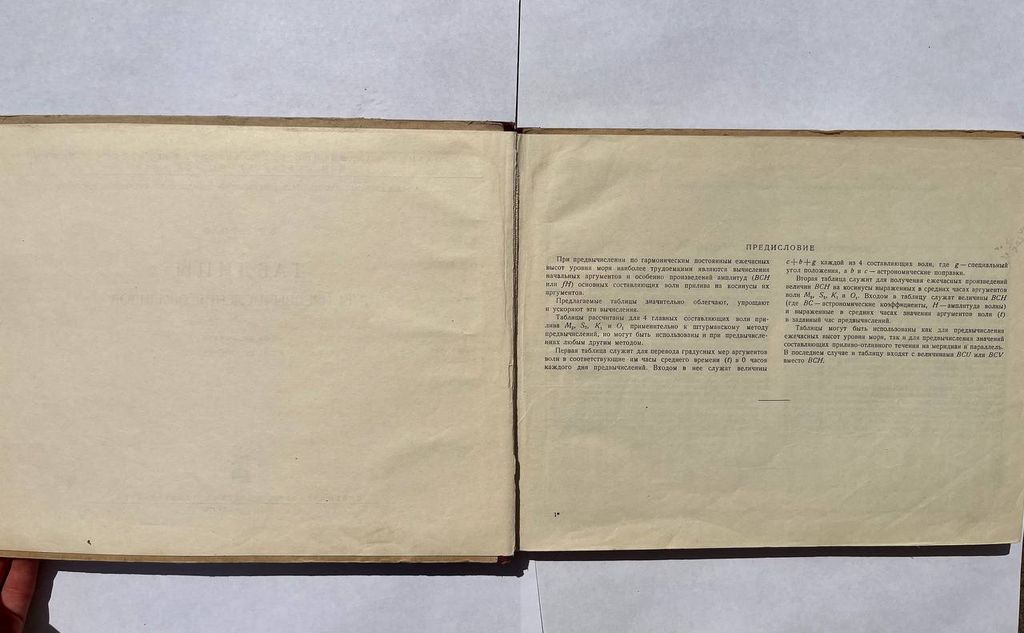 ПРЕДИСЛОВИЕ
При предвычислении по гармоническим постоянным ежечасных
высот уровня моря наиболее трудоемкими являются вычисления
начальных аргументов и особенно произведений амплитуд (BCH
или fH) основных составляющих волн прилива на косинусы их
аргументов.
Предлагаемые таблицы значительно облегчают, упрощают
и ускоряют эти вычисления.
Таблицы рассчитаны для 4 главных составляющих волн при-
лива M₂, S₂, K₁ и O₁ применительно к штурманскому методу
предвычислений, но могут быть использованы и при предвычисле-
ниях любым другим методом.
Первая таблица служит для перевода градусных мер аргументов
волн в соответствующие им часы среднего времени (t) в 0 часов
каждого дня предвычислений. Входом в нее служат величины
c+b+g каждой из 4 составляющих волн, где g — специальный
угол положения, а b и c — астрономические поправки.
Вторая таблица служит для получения ежечасных произведений
величин BCH на косинусы выраженных в средних часах аргументов
волн M₂, S₂, K₁ и O₁. Входом в таблицу служат величины BCH
(где BC — астрономические коэффициенты, H — амплитуда волны)
и выраженные в средних часах значения аргументов волн (t)
в заданный час предвычислений.
Таблицы могут быть использованы как для предвычисления
ежечасных высот уровня моря, так и для предвычисления значений
составляющих приливо-отливного течения на меридиан и параллель.
В последнем случае в таблицу входят с величинами BCU или BCV
вместо BCH.
1*